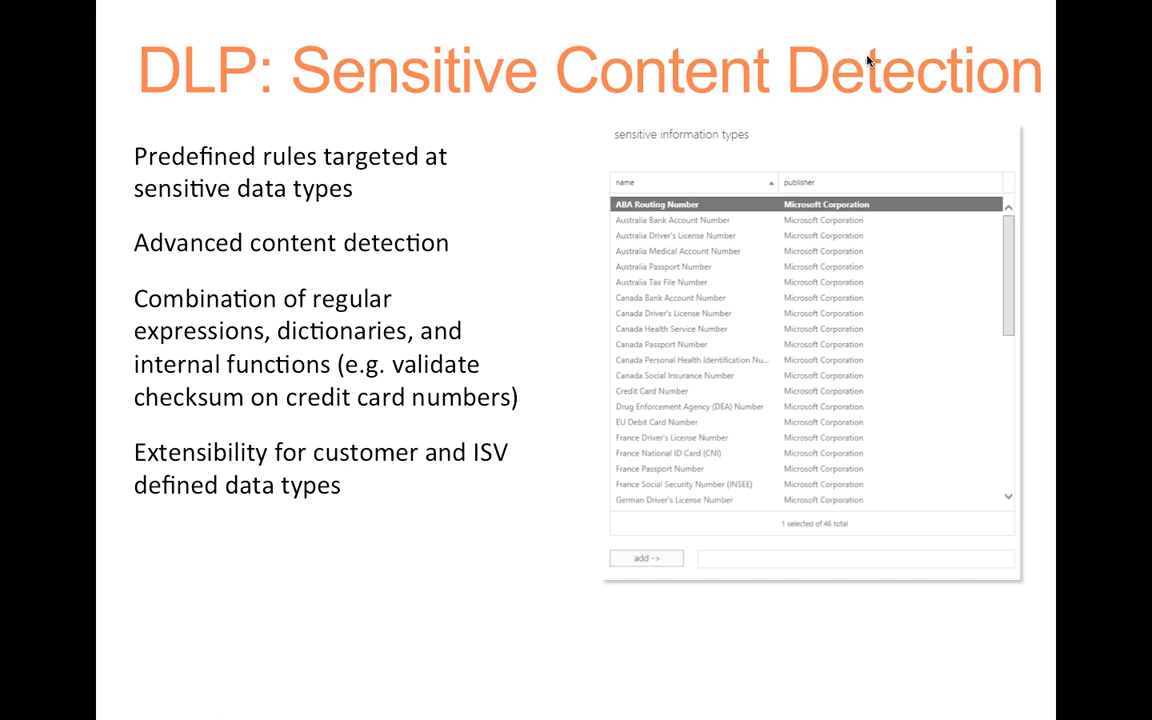 DLP: Sensitive Content Detection
Predefined rules targeted at
sensitive data types
Advanced content detection
Combination of regular
expressions, dictionaries, and
internal functions (e.g. validate
checksum on credit card numbers)
Extensibility for customer and ISV
defined data types
sensitive information types
name publisher
ABA Routing Number Microsoft Corporation
Australia Bank Account Number Microsoft Corporation
Australia Driver's License Number Microsoft Corporation
Australia Medical Account Number Microsoft Corporation
Australia Passport Number Microsoft Corporation
Australia Tax File Number Microsoft Corporation
Canada Bank Account Number Microsoft Corporation
Canada Driver's License Number Microsoft Corporation
Canada Health Service Number Microsoft Corporation
Canada Passport Number Microsoft Corporation
Canada Personal Health Identification Nu... Microsoft Corporation
Canada Social Insurance Number Microsoft Corporation
Credit Card Number Microsoft Corporation
Drug Enforcement Agency (DEA) Number Microsoft Corporation
EU Debit Card Number Microsoft Corporation
France Driver's License Number Microsoft Corporation
France National ID Card (CNI) Microsoft Corporation
France Passport Number Microsoft Corporation
France Social Security Number (INSEE) Microsoft Corporation
German Driver's License Number Microsoft Corporation
1 selected of 46 total
add ->